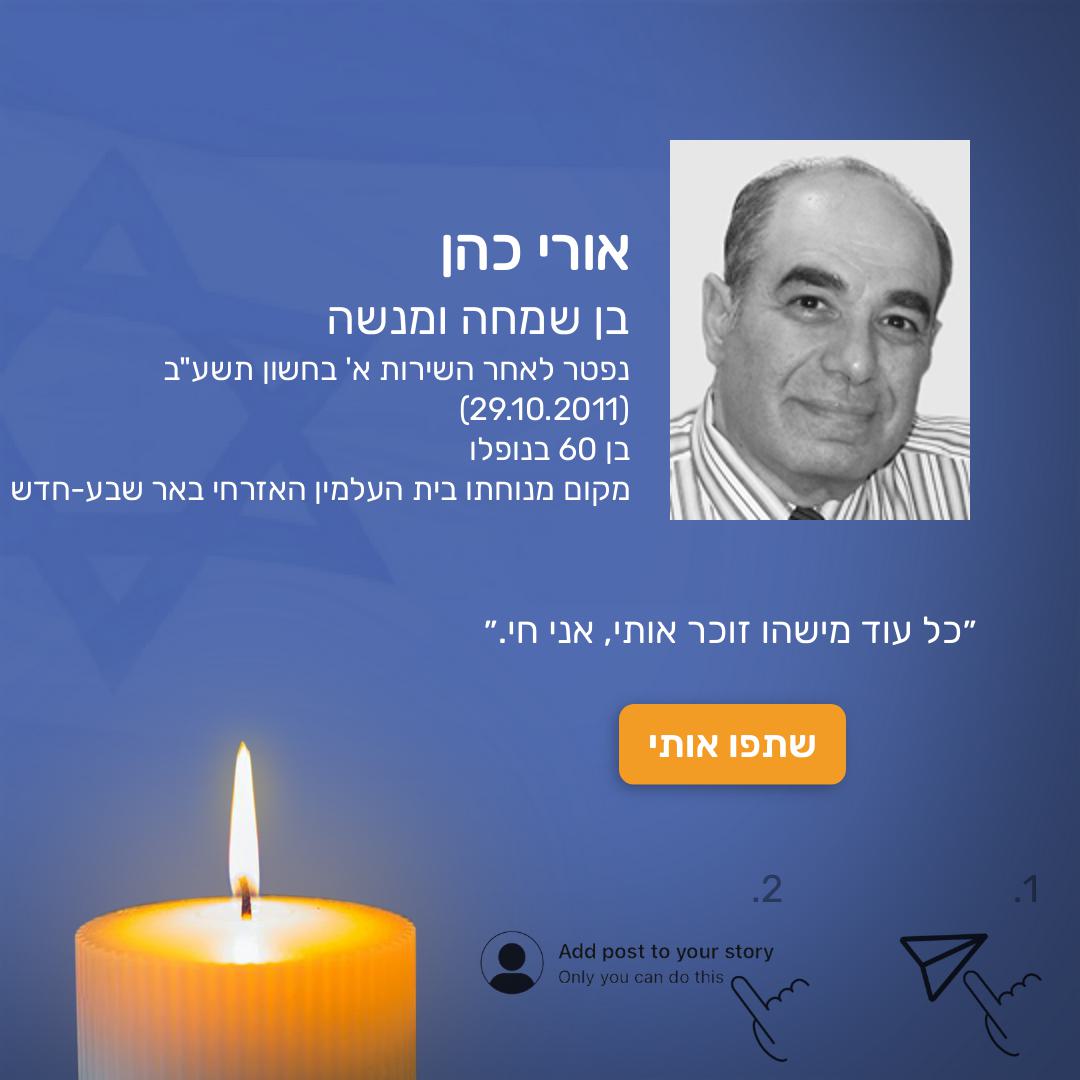 אורי כהן
בן שמחה ומנשה
נפטר לאחר השירות א' בחשון תשע"ב
(29.10.2011)
בן 60 בנופלו
מקום מנוחתו בית העלמין האזרחי באר שבע-חדש
״כל עוד מישהו זוכר אותי, אני חי.״
שתפו אותי
1.
2.
Add post to your story
Only you can do this